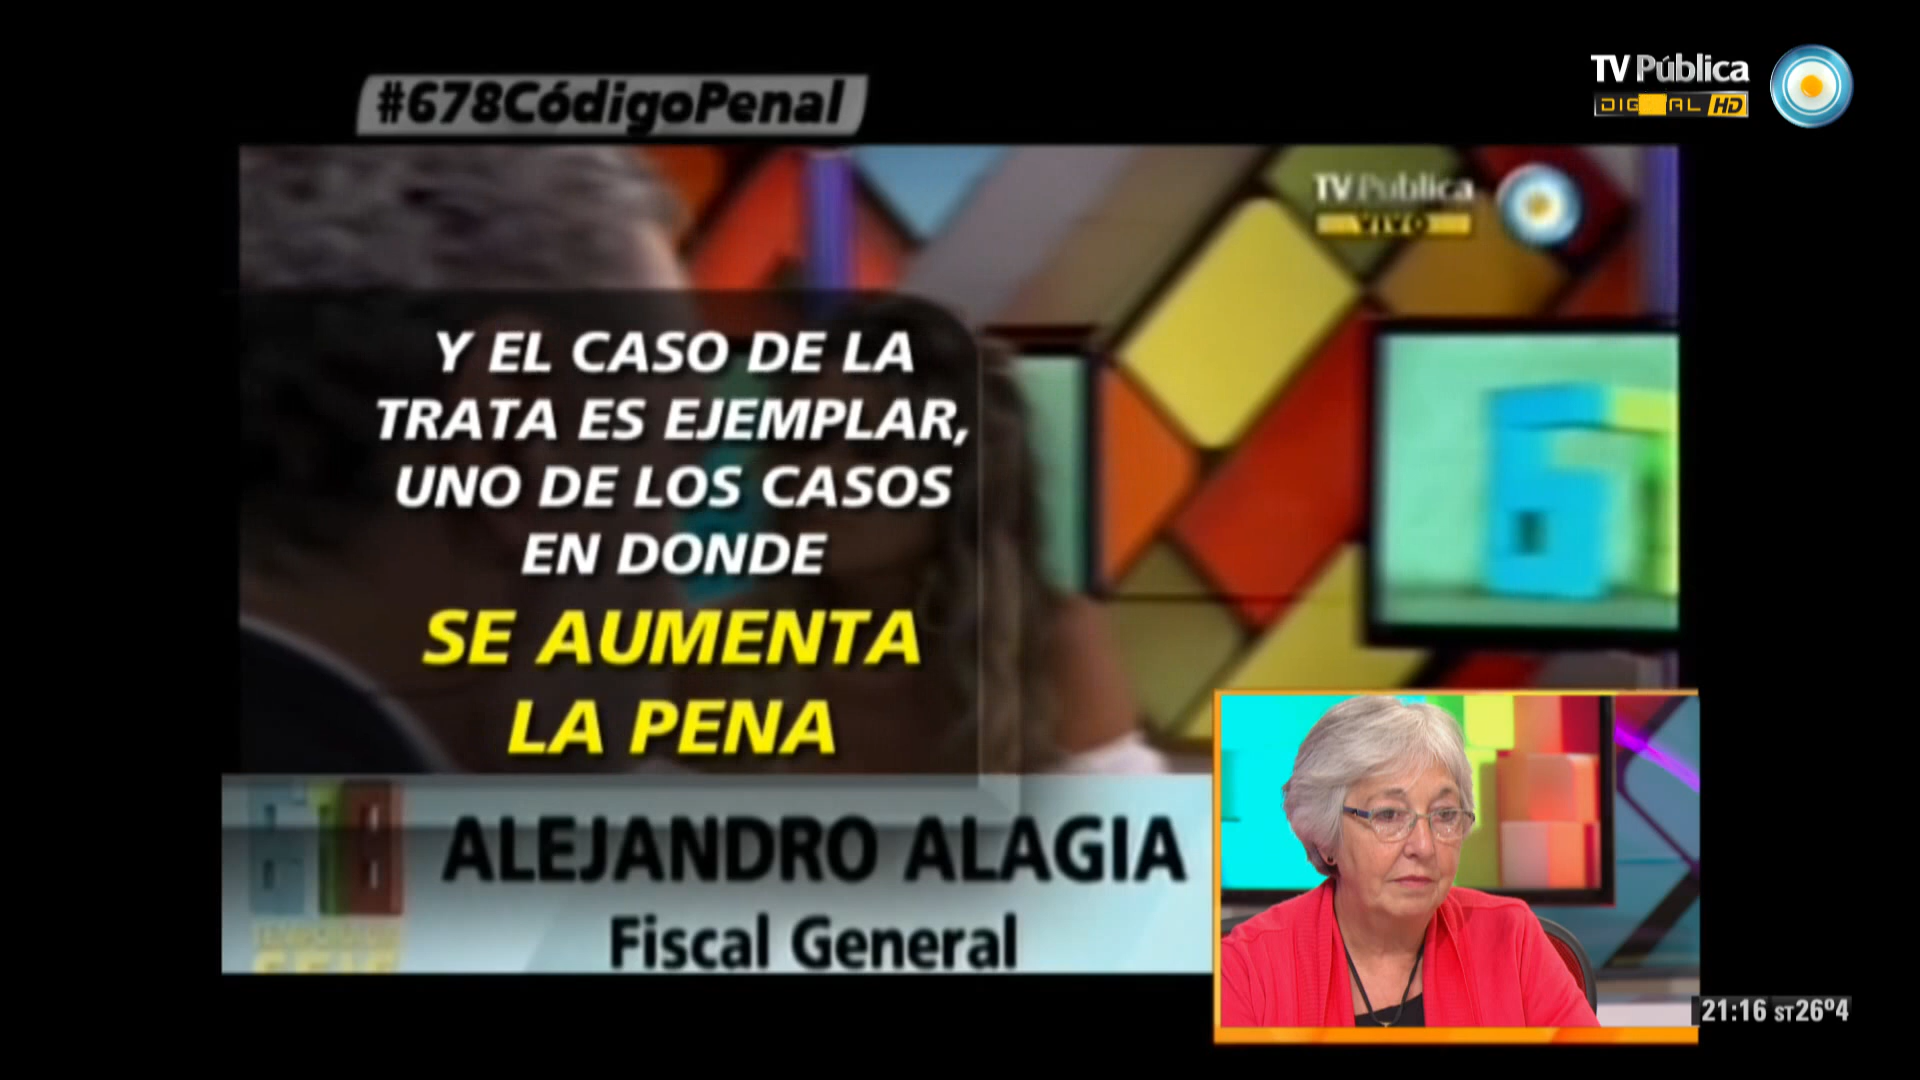 #678CódigoPenal
TV Pública
DIGITAL HD
TV Pública
VIVO
Y EL CASO DE LA
TRATA ES EJEMPLAR,
UNO DE LOS CASOS
EN DONDE
SE AUMENTA
LA PENA
6
ALEJANDRO ALAGIA
Fiscal General
21:16 ST26º4